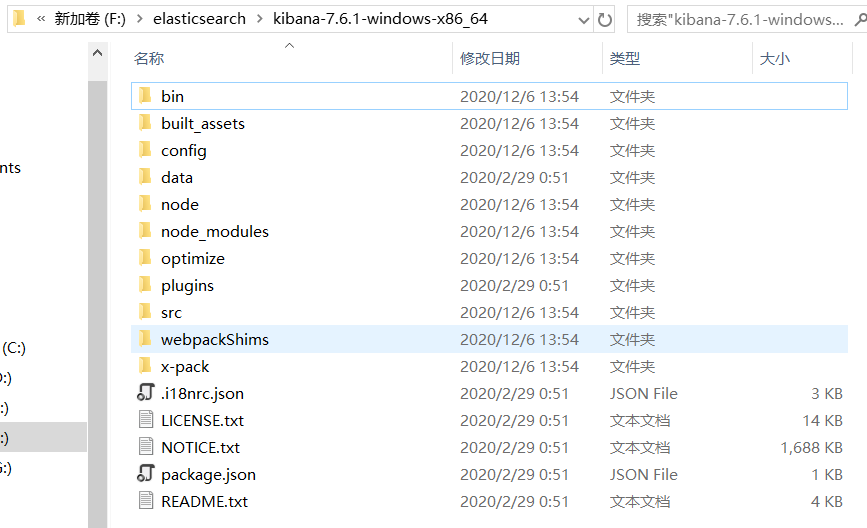 « 新加卷 (F:) > elasticsearch > kibana-7.6.1-windows-x86_64 搜索"kibana-7.6.1-windows...
名称 修改日期 类型 大小
bin 2020/12/6 13:54 文件夹
built_assets 2020/12/6 13:54 文件夹
config 2020/12/6 13:54 文件夹
nts
data 2020/2/29 0:51 文件夹
node 2020/12/6 13:54 文件夹
node_modules 2020/12/6 13:54 文件夹
optimize 2020/12/6 13:54 文件夹
plugins 2020/2/29 0:51 文件夹
src 2020/12/6 13:54 文件夹
webpackShims 2020/12/6 13:54 文件夹
(C:)
x-pack 2020/12/6 13:54 文件夹
:)
.i18nrc.json 2020/2/29 0:51 JSON File 3 KB
:)
LICENSE.txt 2020/2/29 0:51 文本文档 14 KB
:)
NOTICE.txt 2020/2/29 0:51 文本文档 1,688 KB
:)
package.json 2020/2/29 0:51 JSON File 1 KB
README.txt 2020/2/29 0:51 文本文档 4 KB